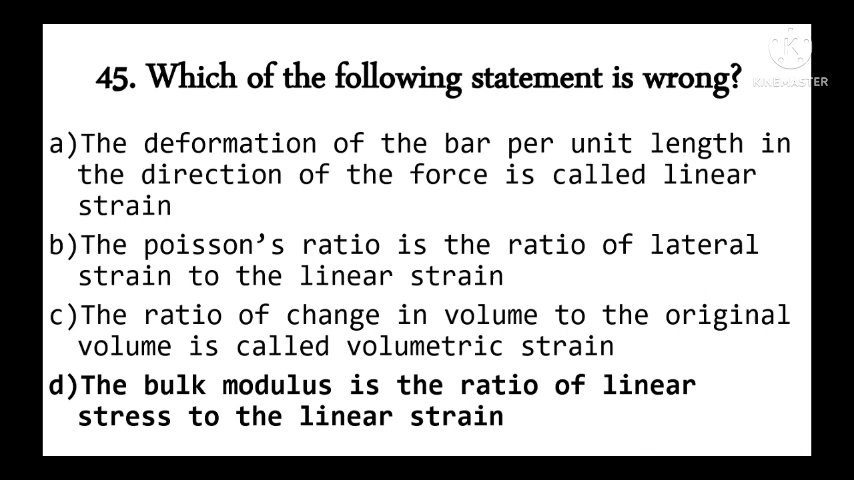 45. Which of the following statement is wrong?
KINEMASTER
a)The deformation of the bar per unit length in
the direction of the force is called linear
strain
b)The poisson’s ratio is the ratio of lateral
strain to the linear strain
c)The ratio of change in volume to the original
volume is called volumetric strain
d)The bulk modulus is the ratio of linear
stress to the linear strain